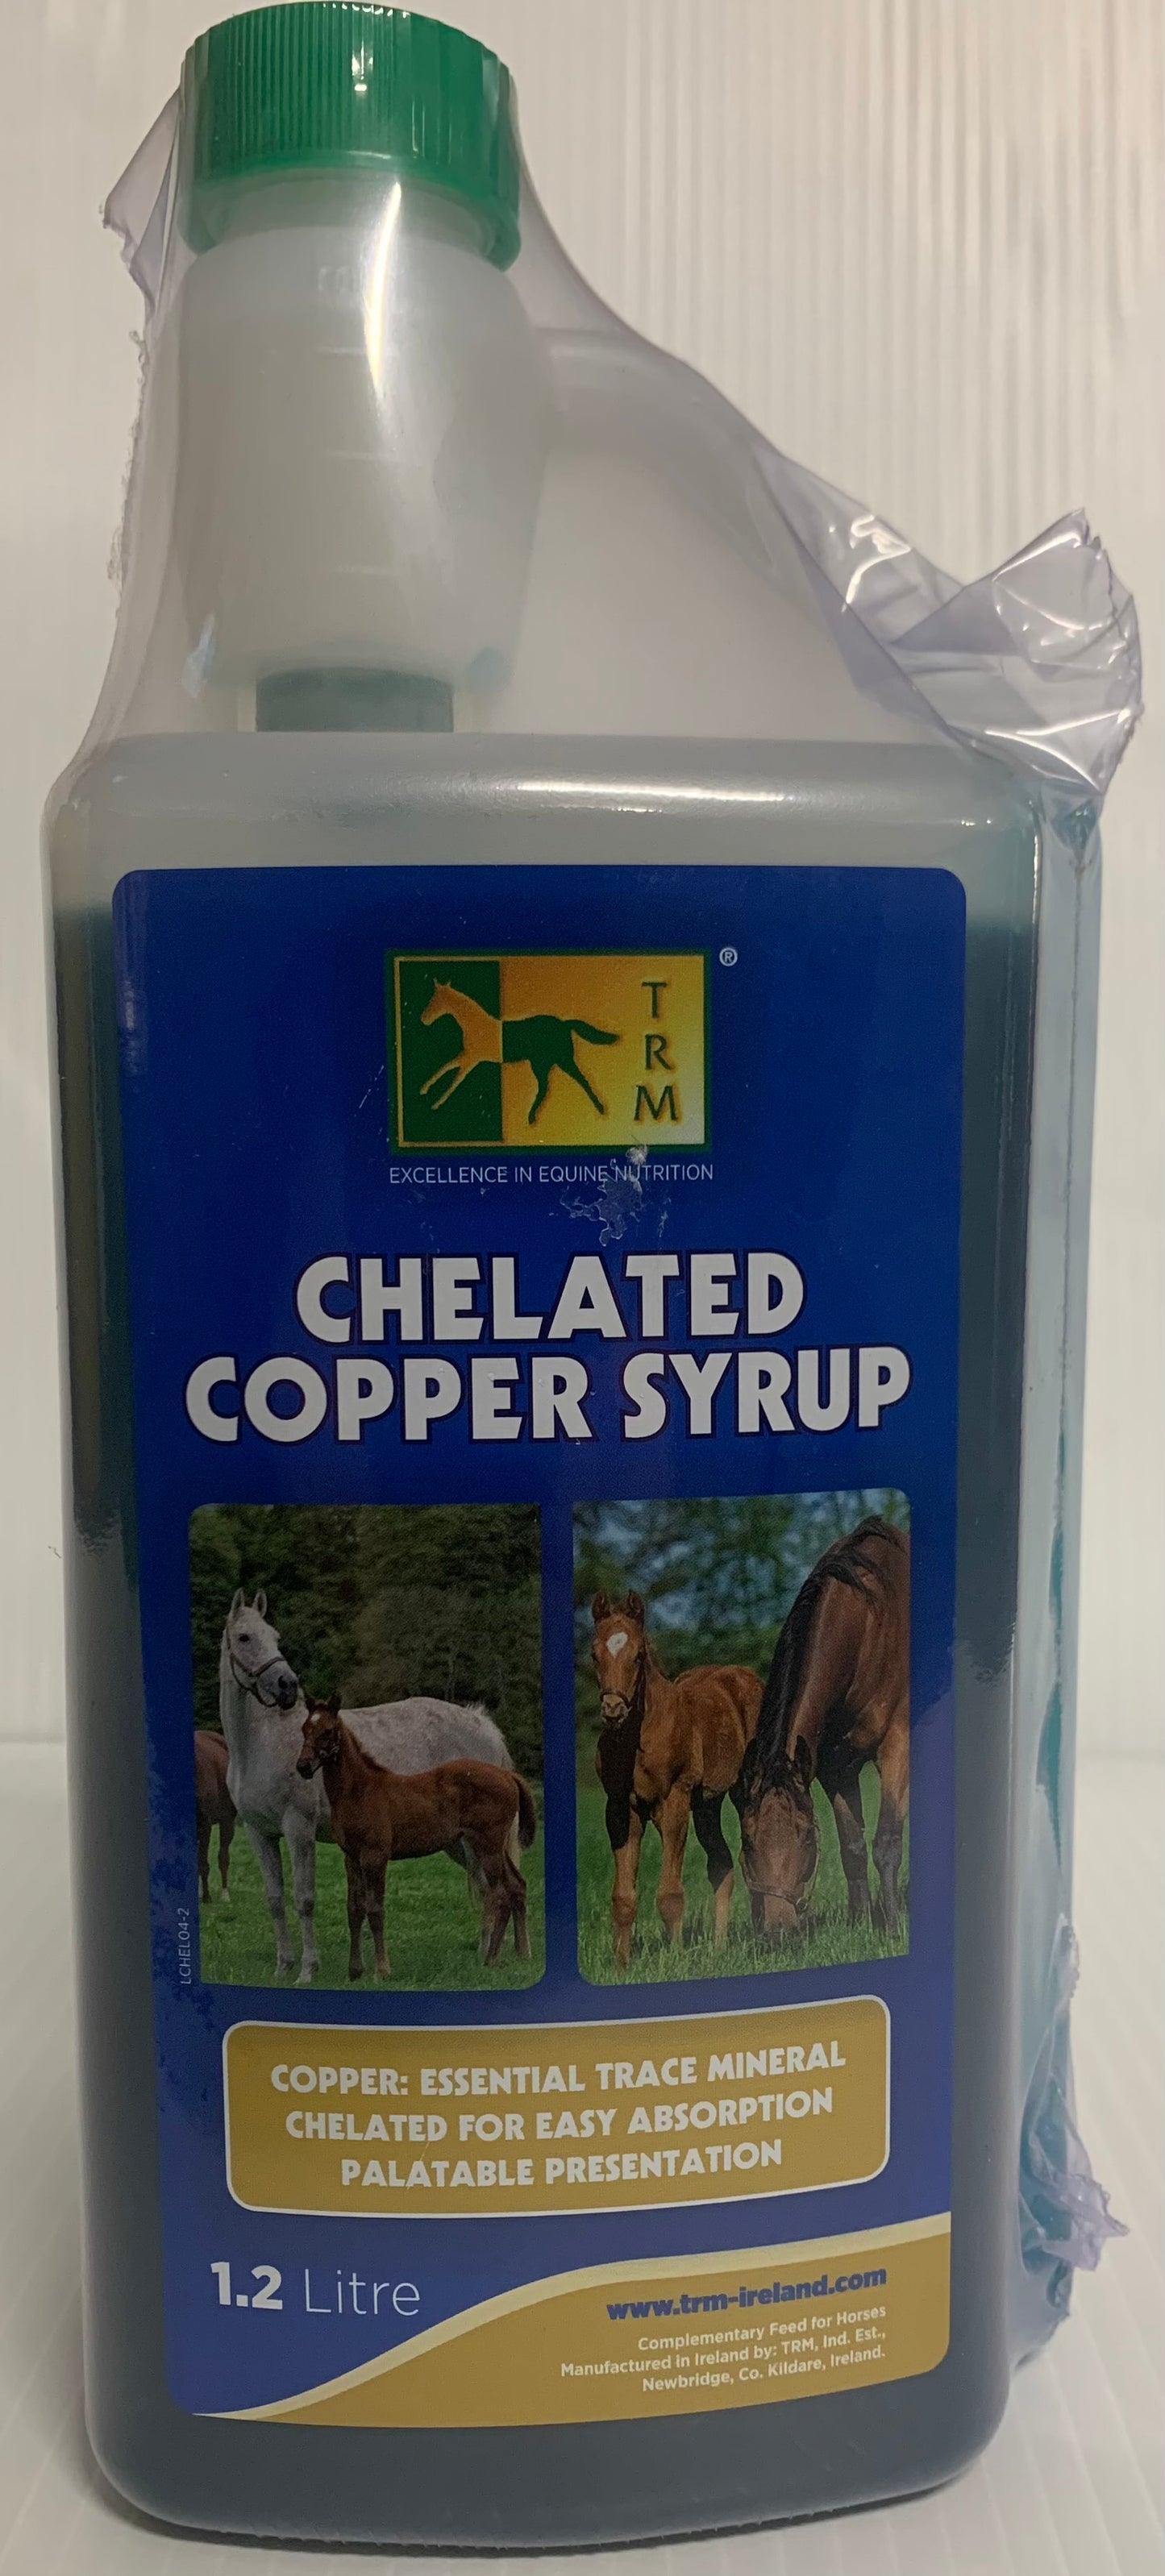 TRM
®
EXCELLENCE IN EQUINE NUTRITION
CHELATED
COPPER SYRUP
LCHEL04-2
COPPER: ESSENTIAL TRACE MINERAL
CHELATED FOR EASY ABSORPTION
PALATABLE PRESENTATION
1.2 Litre
www.trm-ireland.com
Complementary Feed for Horses
Manufactured in Ireland by: TRM, Ind. Est.,
Newbridge, Co. Kildare, Ireland.